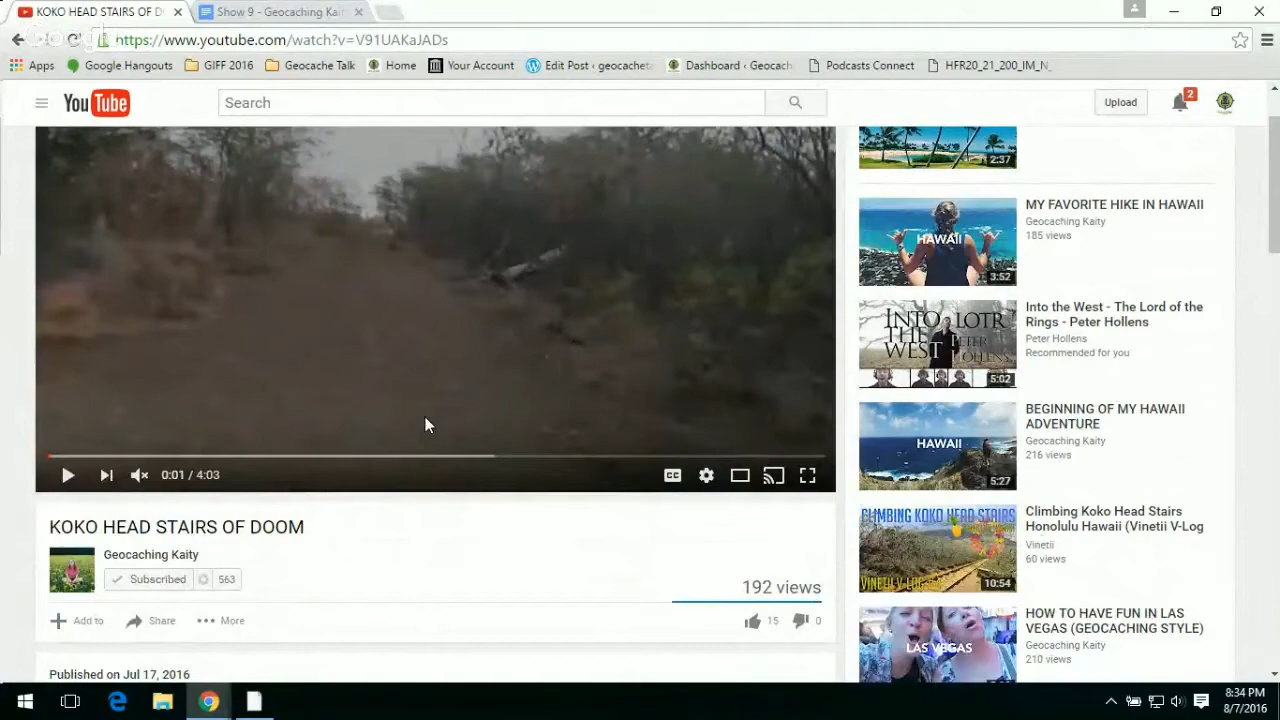 KOKO HEAD STAIRS OF D
Show 9 - Geocaching Kaity
Google
https://www.youtube.com/watch?v=V91UAKaJADs
Apps
Google Hangouts
GIFF 2016
Geocache Talk
Home
Your Account
Edit Post ‹ geocacheta
Dashboard ‹ Geocach
Podcasts Connect
HFR20_21_200_IM_N_
YouTube
Search
Upload
2
2:37
MY FAVORITE HIKE IN HAWAII
Geocaching Kaity
185 views
HAWAII
3:52
INTO THE WEST
LOTR
PETER HOLLENS
5:02
Into the West - The Lord of the
Rings - Peter Hollens
Peter Hollens
Recommended for you
HAWAII
5:27
BEGINNING OF MY HAWAII
ADVENTURE
Geocaching Kaity
216 views
CLIMBING KOKO HEAD STAIRS
10:54
Climbing Koko Head Stairs
Honolulu Hawaii (Vinetii V-Log
Vinetii
60 views
LAS VEGAS
HOW TO HAVE FUN IN LAS
VEGAS (GEOCACHING STYLE)
Geocaching Kaity
210 views
0:01 / 4:03
CC
KOKO HEAD STAIRS OF DOOM
Geocaching Kaity
Subscribed
563
192 views
Add to
Share
More
15
0
Published on Jul 17, 2016
8:34 PM
8/7/2016